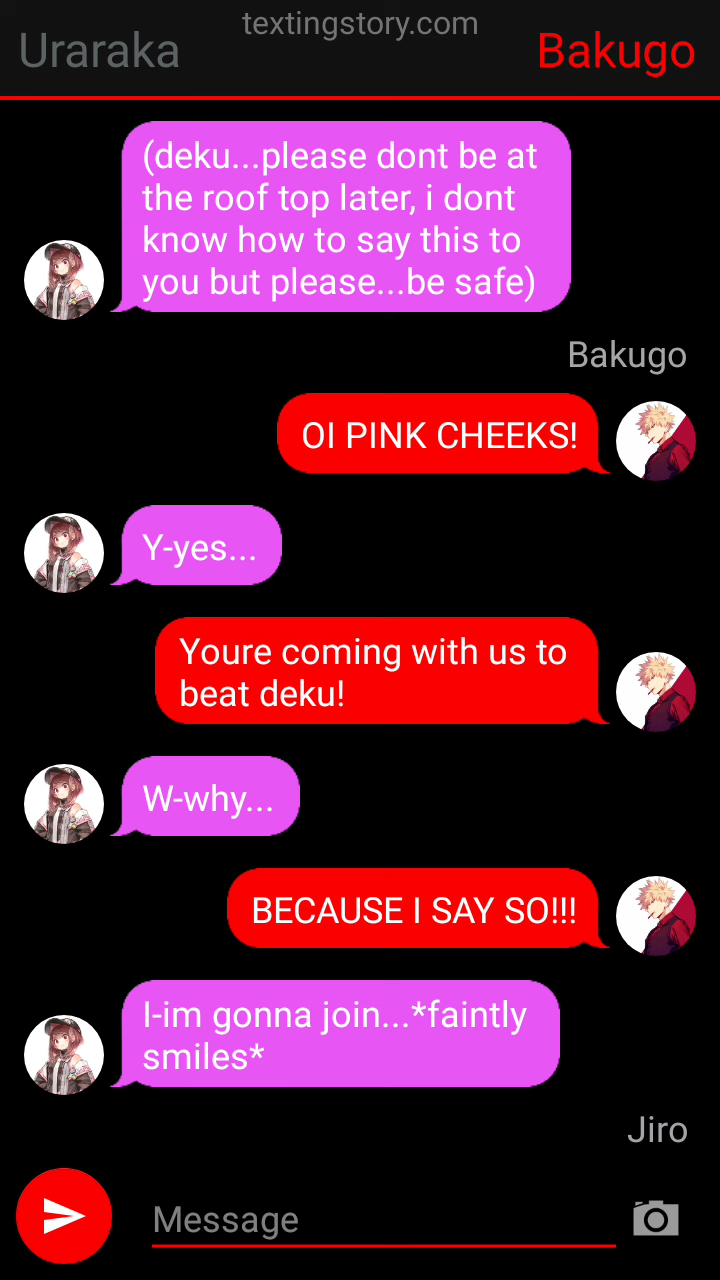 textingstory.com
Uraraka
Bakugo
(deku...please dont be at
the roof top later, i dont
know how to say this to
you but please...be safe)
Bakugo
OI PINK CHEEKS!
Y-yes...
Youre coming with us to
beat deku!
W-why...
BECAUSE I SAY SO!!!
I-im gonna join...*faintly
smiles*
Jiro
Message